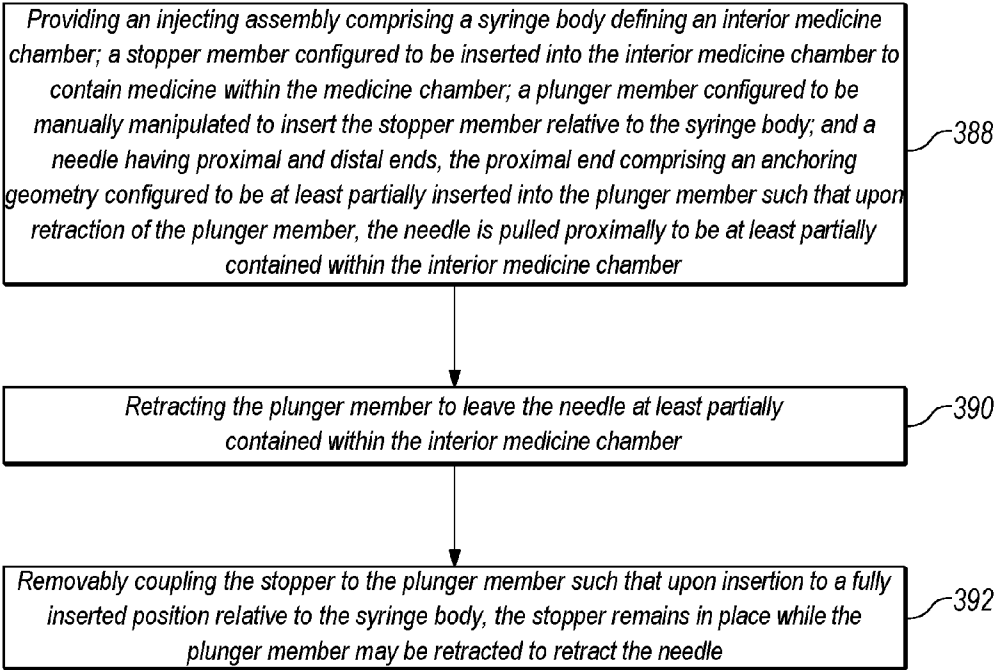 Providing an injecting assembly comprising a syringe body defining an interior medicine
chamber; a stopper member configured to be inserted into the interior medicine chamber to
contain medicine within the medicine chamber; a plunger member configured to be
manually manipulated to insert the stopper member relative to the syringe body; and a
needle having proximal and distal ends, the proximal end comprising an anchoring
geometry configured to be at least partially inserted into the plunger member such that upon
retraction of the plunger member, the needle is pulled proximally to be at least partially
contained within the interior medicine chamber
388
Retracting the plunger member to leave the needle at least partially
contained within the interior medicine chamber
390
Removably coupling the stopper to the plunger member such that upon insertion to a fully
inserted position relative to the syringe body, the stopper remains in place while the
plunger member may be retracted to retract the needle
392